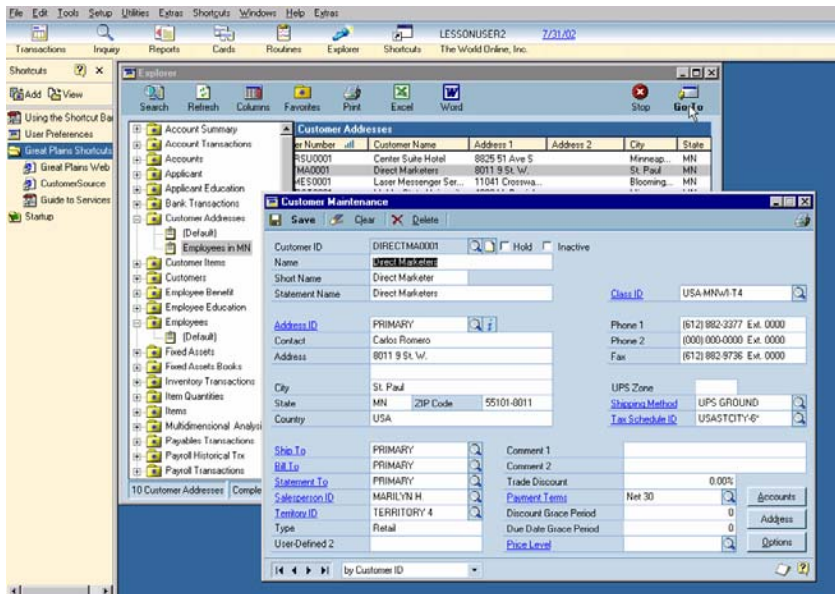 File Edit Tools Setup Utilities Extras Shortcuts Windows Help Extras
LESSONUSER2 7/31/02
Transactions Inquiry Reports Cards Routines Explorer Shortcuts The World Online, Inc.
Shortcuts
Add View
Using the Shortcut Bar
User Preferences
Great Plains Shortcuts
Great Plains Web
CustomerSource
Guide to Services
Startup
Explorer
Search Refresh Columns Favorites Print Excel Word Stop Go To
Account Summary
Account Transactions
Accounts
Applicant
Applicant Education
Bank Transactions
Customer Addresses
(Default)
Employees in MN
Customer Items
Customers
Employee Benefit
Employee Education
Employees
(Default)
Fixed Assets
Fixed Assets Books
Inventory Transactions
Item Quantities
Items
Multidimensional Analysi
Payables Transactions
Payroll Historical Trx
Payroll Transactions
10 Customer Addresses Comple
Customer Addresses
er Number Customer Name Address 1 Address 2 City State
RSU0001 Center Suite Hotel 8825 51 Ave S Minneap... MN
MA0001 Direct Marketers 8011 9 St. W. St. Paul MN
MES0001 Laser Messenger Ser... 11041 Crosswa... Blooming... MN
Customer Maintenance
Save Clear Delete
Customer ID DIRECTMA0001 Hold Inactive
Name Direct Marketers
Short Name Direct Marketer
Statement Name Direct Marketers Class ID USA-MNWI-T4
Address ID PRIMARY Phone 1 (612) 882-3377 Ext. 0000
Contact Carlos Romero Phone 2 (000) 000-0000 Ext. 0000
Address 8011 9 St. W. Fax (612) 882-9736 Ext. 0000
City St. Paul UPS Zone
State MN ZIP Code 55101-8011 Shipping Method UPS GROUND
Country USA Tax Schedule ID USASTCITY-6*
Ship To PRIMARY Comment 1
Bill To PRIMARY Comment 2
Statement To PRIMARY Trade Discount 0.00%
Salesperson ID MARILYN H. Payment Terms Net 30 Accounts
Territory ID TERRITORY 4 Discount Grace Period 0 Address
Type Retail Due Date Grace Period 0
User-Defined 2 Price Level Options
by Customer ID